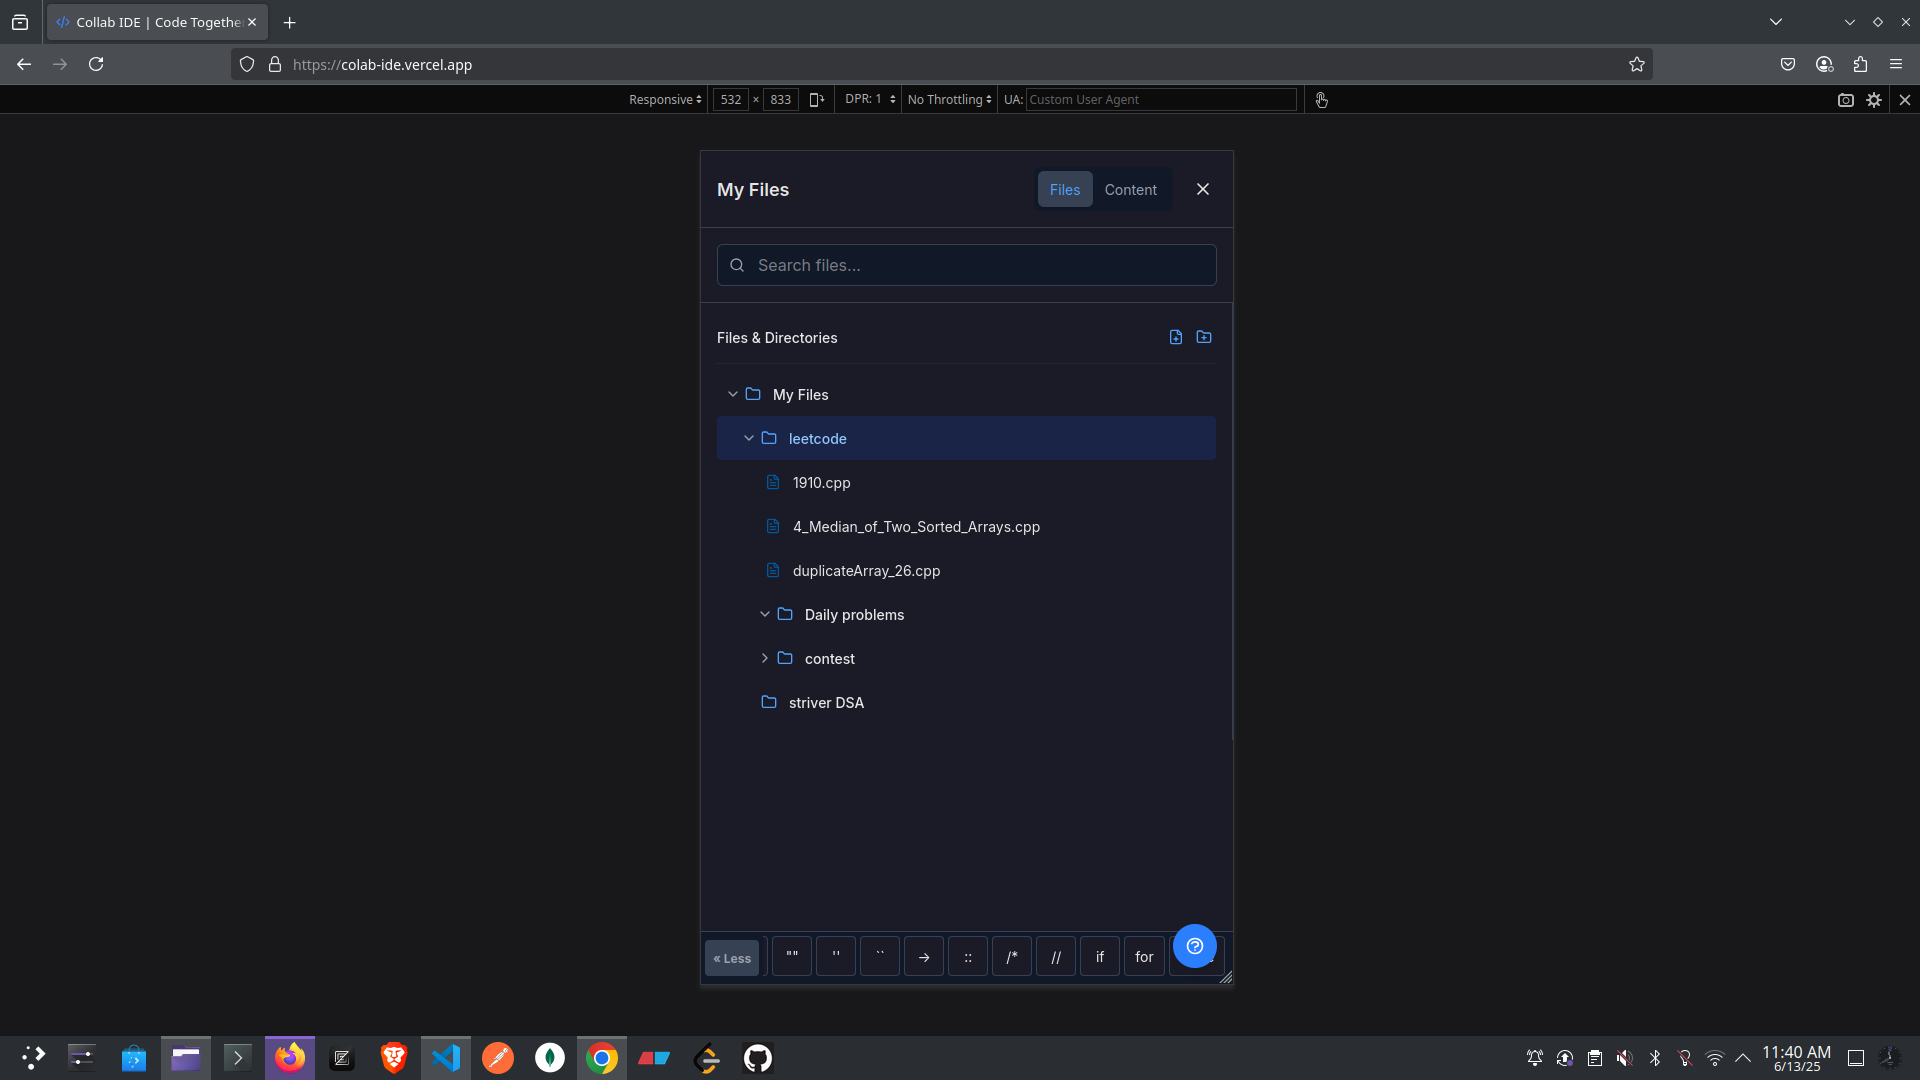 Collab IDE | Code Togethe
https://colab-ide.vercel.app
Responsive 532 × 833 DPR: 1 No Throttling UA: Custom User Agent
My Files Files Content
Search files...
Files & Directories
My Files
leetcode
1910.cpp
4_Median_of_Two_Sorted_Arrays.cpp
duplicateArray_26.cpp
Daily problems
contest
striver DSA
« Less "" '' `` → :: /* // if for
11:40 AM
6/13/25